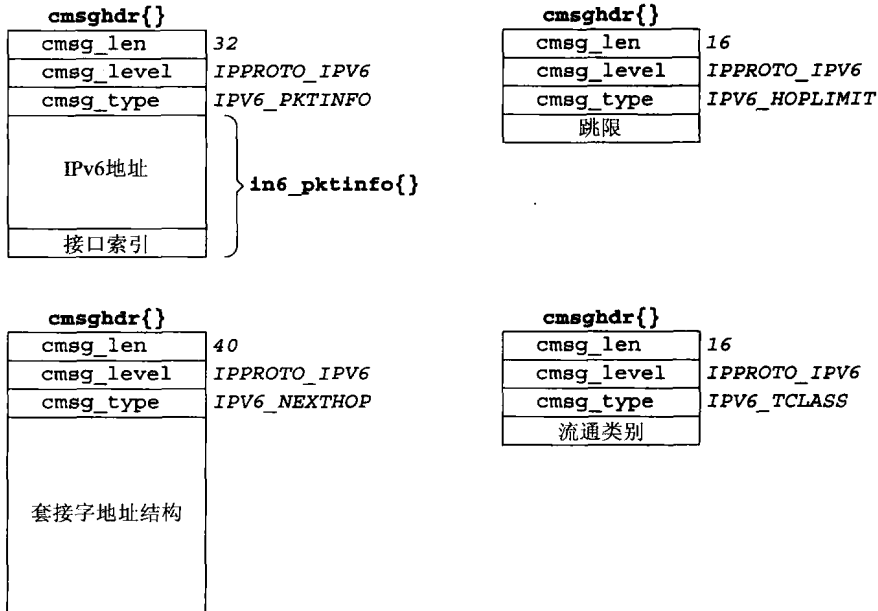 cmsghdr{}
cmsg_len 32
cmsg_level IPPROTO_IPV6
cmsg_type IPV6_PKTINFO
IPv6地址
in6_pktinfo{}
接口索引
cmsghdr{}
cmsg_len 16
cmsg_level IPPROTO_IPV6
cmsg_type IPV6_HOPLIMIT
跳限
cmsghdr{}
cmsg_len 40
cmsg_level IPPROTO_IPV6
cmsg_type IPV6_NEXTHOP
套接字地址结构
cmsghdr{}
cmsg_len 16
cmsg_level IPPROTO_IPV6
cmsg_type IPV6_TCLASS
流通类别